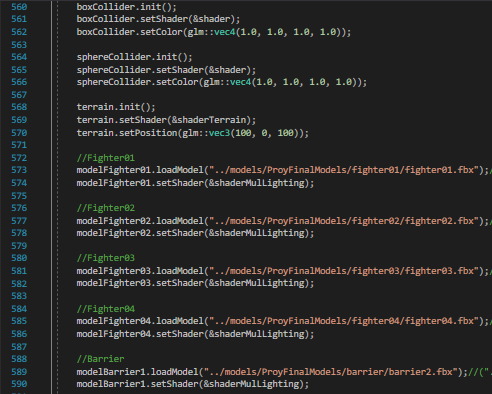 560 boxCollider.init();
561 boxCollider.setShader(&shader);
562 boxCollider.setColor(glm::vec4(1.0, 1.0, 1.0, 1.0));
563
564 sphereCollider.init();
565 sphereCollider.setShader(&shader);
566 sphereCollider.setColor(glm::vec4(1.0, 1.0, 1.0, 1.0));
567
568 terrain.init();
569 terrain.setShader(&shaderTerrain);
570 terrain.setPosition(glm::vec3(100, 0, 100));
571
572 //Fighter01
573 modelFighter01.loadModel("../models/ProyFinalModels/fighter01/fighter01.fbx");/
574 modelFighter01.setShader(&shaderMulLighting);
575
576 //Fighter02
577 modelFighter02.loadModel("../models/ProyFinalModels/fighter02/fighter02.fbx");/
578 modelFighter02.setShader(&shaderMulLighting);
579
580 //Fighter03
581 modelFighter03.loadModel("../models/ProyFinalModels/fighter03/fighter03.fbx");/
582 modelFighter03.setShader(&shaderMulLighting);
583
584 //Fighter04
585 modelFighter04.loadModel("../models/ProyFinalModels/fighter04/fighter04.fbx");/
586 modelFighter04.setShader(&shaderMulLighting);
587
588 //Barrier
589 modelBarrier1.loadModel("../models/ProyFinalModels/barrier/barrier2.fbx");//(".
590 modelBarrier1.setShader(&shaderMulLighting);